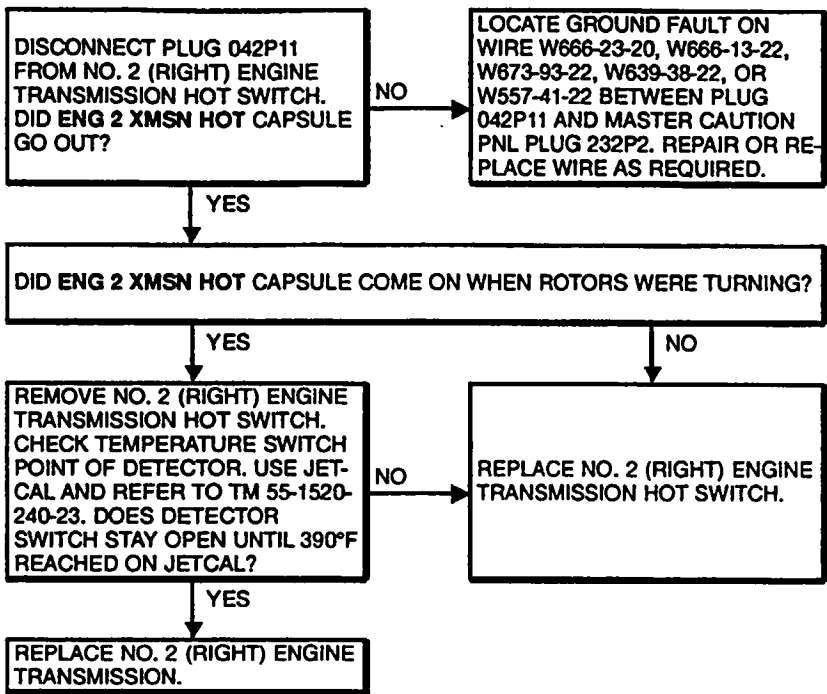 DISCONNECT PLUG 042P11
FROM NO. 2 (RIGHT) ENGINE
TRANSMISSION HOT SWITCH.
DID ENG 2 XMSN HOT CAPSULE
GO OUT?
NO
LOCATE GROUND FAULT ON
WIRE W666-23-20, W666-13-22,
W673-93-22, W639-38-22, OR
W557-41-22 BETWEEN PLUG
042P11 AND MASTER CAUTION
PNL PLUG 232P2. REPAIR OR RE-
PLACE WIRE AS REQUIRED.
YES
DID ENG 2 XMSN HOT CAPSULE COME ON WHEN ROTORS WERE TURNING?
YES
NO
REMOVE NO. 2 (RIGHT) ENGINE
TRANSMISSION HOT SWITCH.
CHECK TEMPERATURE SWITCH
POINT OF DETECTOR. USE JET-
CAL AND REFER TO TM 55-1520-
240-23. DOES DETECTOR
SWITCH STAY OPEN UNTIL 390°F
REACHED ON JETCAL?
NO
REPLACE NO. 2 (RIGHT) ENGINE
TRANSMISSION HOT SWITCH.
YES
REPLACE NO. 2 (RIGHT) ENGINE
TRANSMISSION.